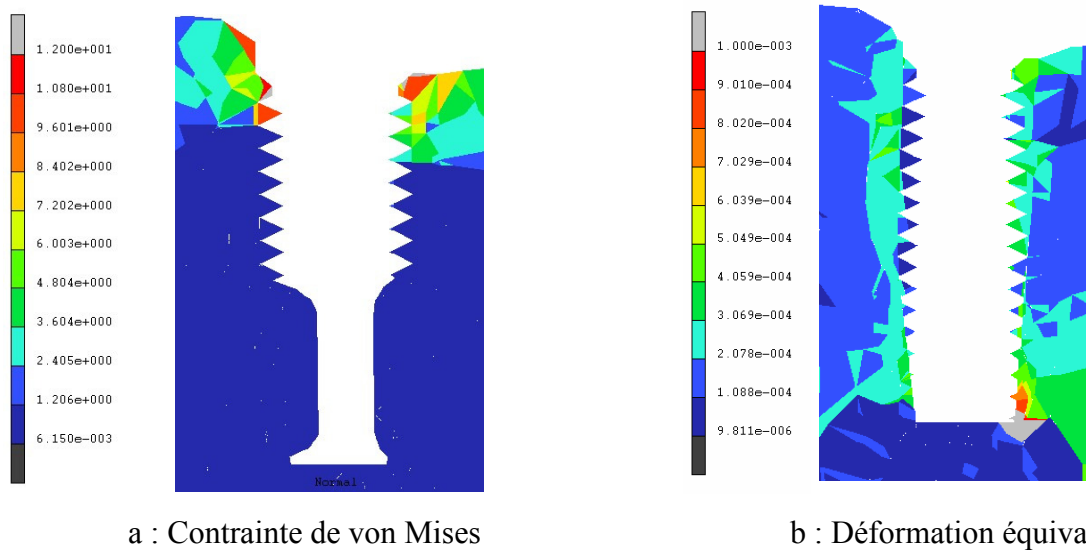 1.200e+001
1.080e+001
9.601e+000
8.402e+000
7.202e+000
6.003e+000
4.804e+000
3.604e+000
2.405e+000
1.206e+000
6.150e-003
Normal
1.000e-003
9.010e-004
8.020e-004
7.029e-004
6.039e-004
5.049e-004
4.059e-004
3.069e-004
2.078e-004
1.088e-004
9.811e-006
a : Contrainte de von Mises
b : Déformation équiva